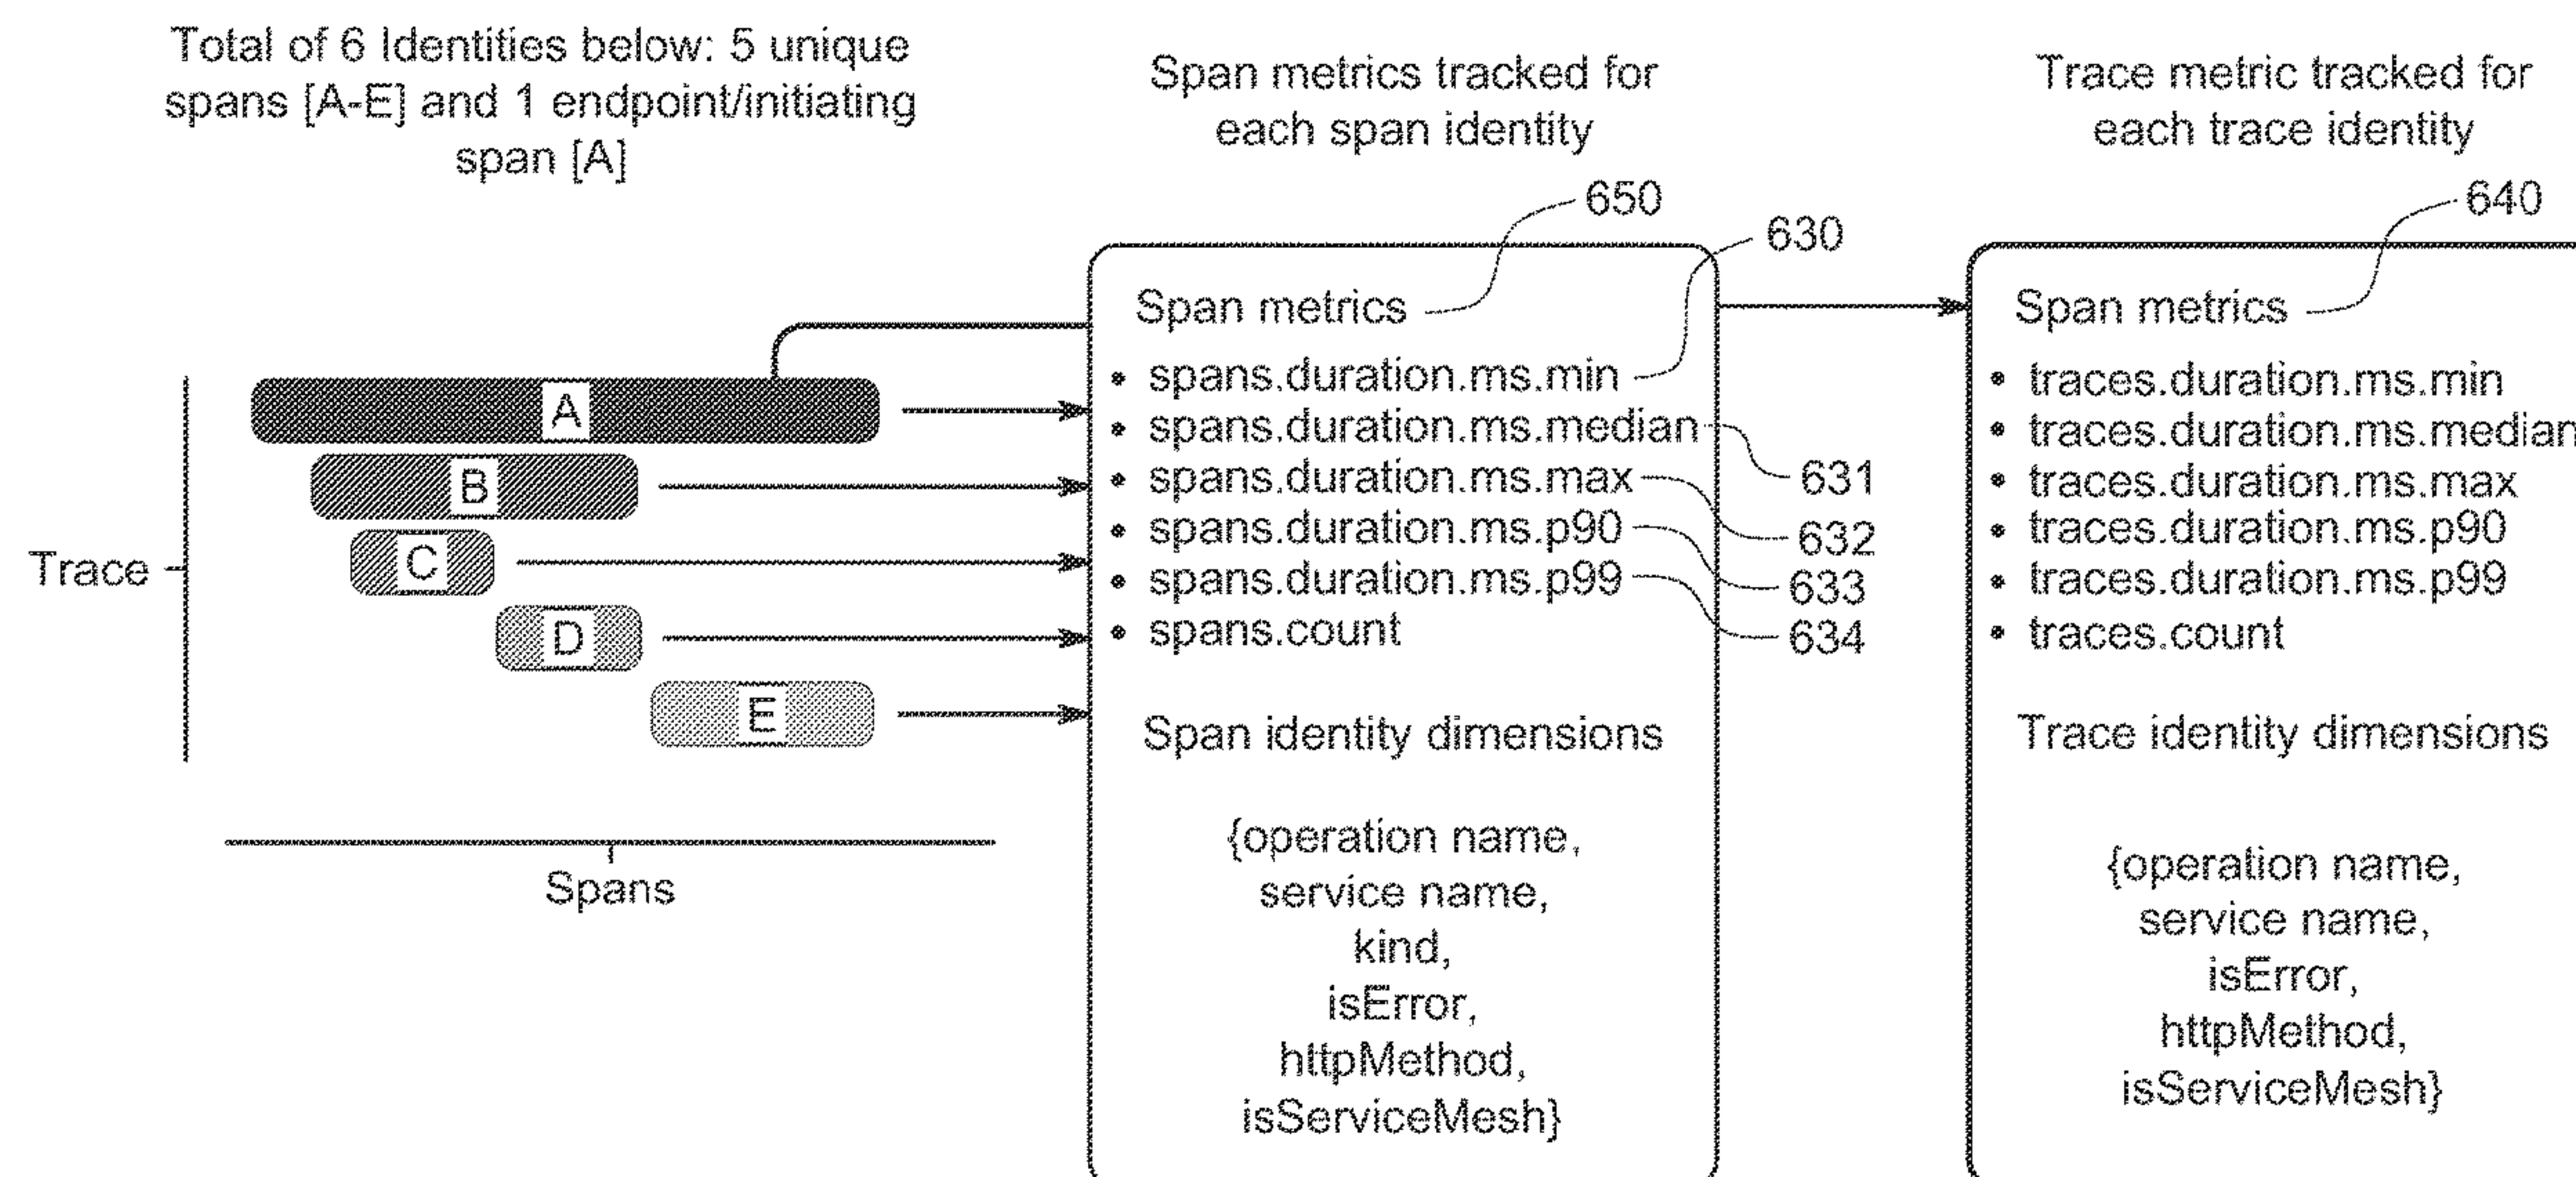 Total of 6 Identities below: 5 unique
spans [A-E] and 1 endpoint/initiating
span [A]
Span metrics tracked for
each span identity
Trace metric tracked for
each trace identity
650
630
640
Trace
A
B
C
D
E
Spans
Span metrics
• spans.duration.ms.min
• spans.duration.ms.median
• spans.duration.ms.max
• spans.duration.ms.p90
• spans.duration.ms.p99
• spans.count
631
632
633
634
Span identity dimensions
{operation name,
service name,
kind,
isError,
httpMethod,
isServiceMesh}
Span metrics
• traces.duration.ms.min
• traces.duration.ms.median
• traces.duration.ms.max
• traces.duration.ms.p90
• traces.duration.ms.p99
• traces.count
Trace identity dimensions
{operation name,
service name,
isError,
httpMethod,
isServiceMesh}